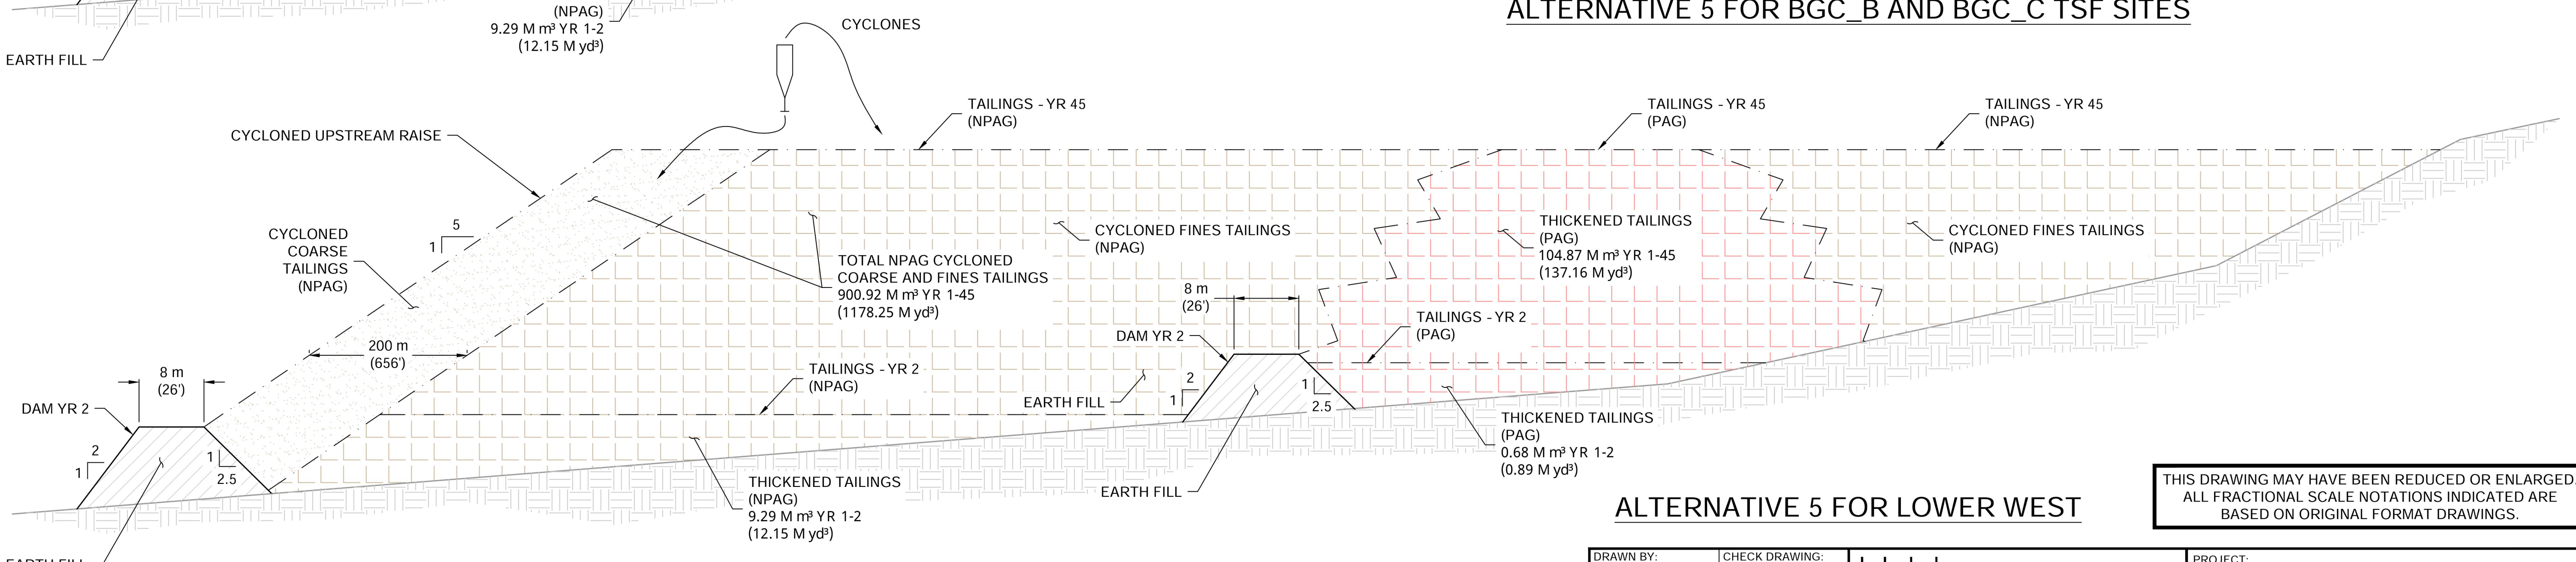 ALTERNATIVE 5 FOR BGC_B AND BGC_C TSF SITES
(NPAG)
9.29 M m³ YR 1-2
(12.15 M yd³)
EARTH FILL
CYCLONES
TAILINGS - YR 45
(NPAG)
TAILINGS - YR 45
(PAG)
TAILINGS - YR 45
(NPAG)
CYCLONED UPSTREAM RAISE
5
1
CYCLONED
COARSE
TAILINGS
(NPAG)
TOTAL NPAG CYCLONED
COARSE AND FINES TAILINGS
900.92 M m³ YR 1-45
(1178.25 M yd³)
CYCLONED FINES TAILINGS
(NPAG)
THICKENED TAILINGS
(PAG)
104.87 M m³ YR 1-45
(137.16 M yd³)
CYCLONED FINES TAILINGS
(NPAG)
8 m
(26')
DAM YR 2
TAILINGS - YR 2
(PAG)
200 m
(656')
8 m
(26')
DAM YR 2
2
1
1
2.5
TAILINGS - YR 2
(NPAG)
EARTH FILL
2
1
1
2.5
THICKENED TAILINGS
(PAG)
0.68 M m³ YR 1-2
(0.89 M yd³)
THICKENED TAILINGS
(NPAG)
9.29 M m³ YR 1-2
(12.15 M yd³)
EARTH FILL
EARTH FILL
ALTERNATIVE 5 FOR LOWER WEST
THIS DRAWING MAY HAVE BEEN REDUCED OR ENLARGED.
ALL FRACTIONAL SCALE NOTATIONS INDICATED ARE
BASED ON ORIGINAL FORMAT DRAWINGS.
DRAWN BY:
CHECK DRAWING:
PROJECT: